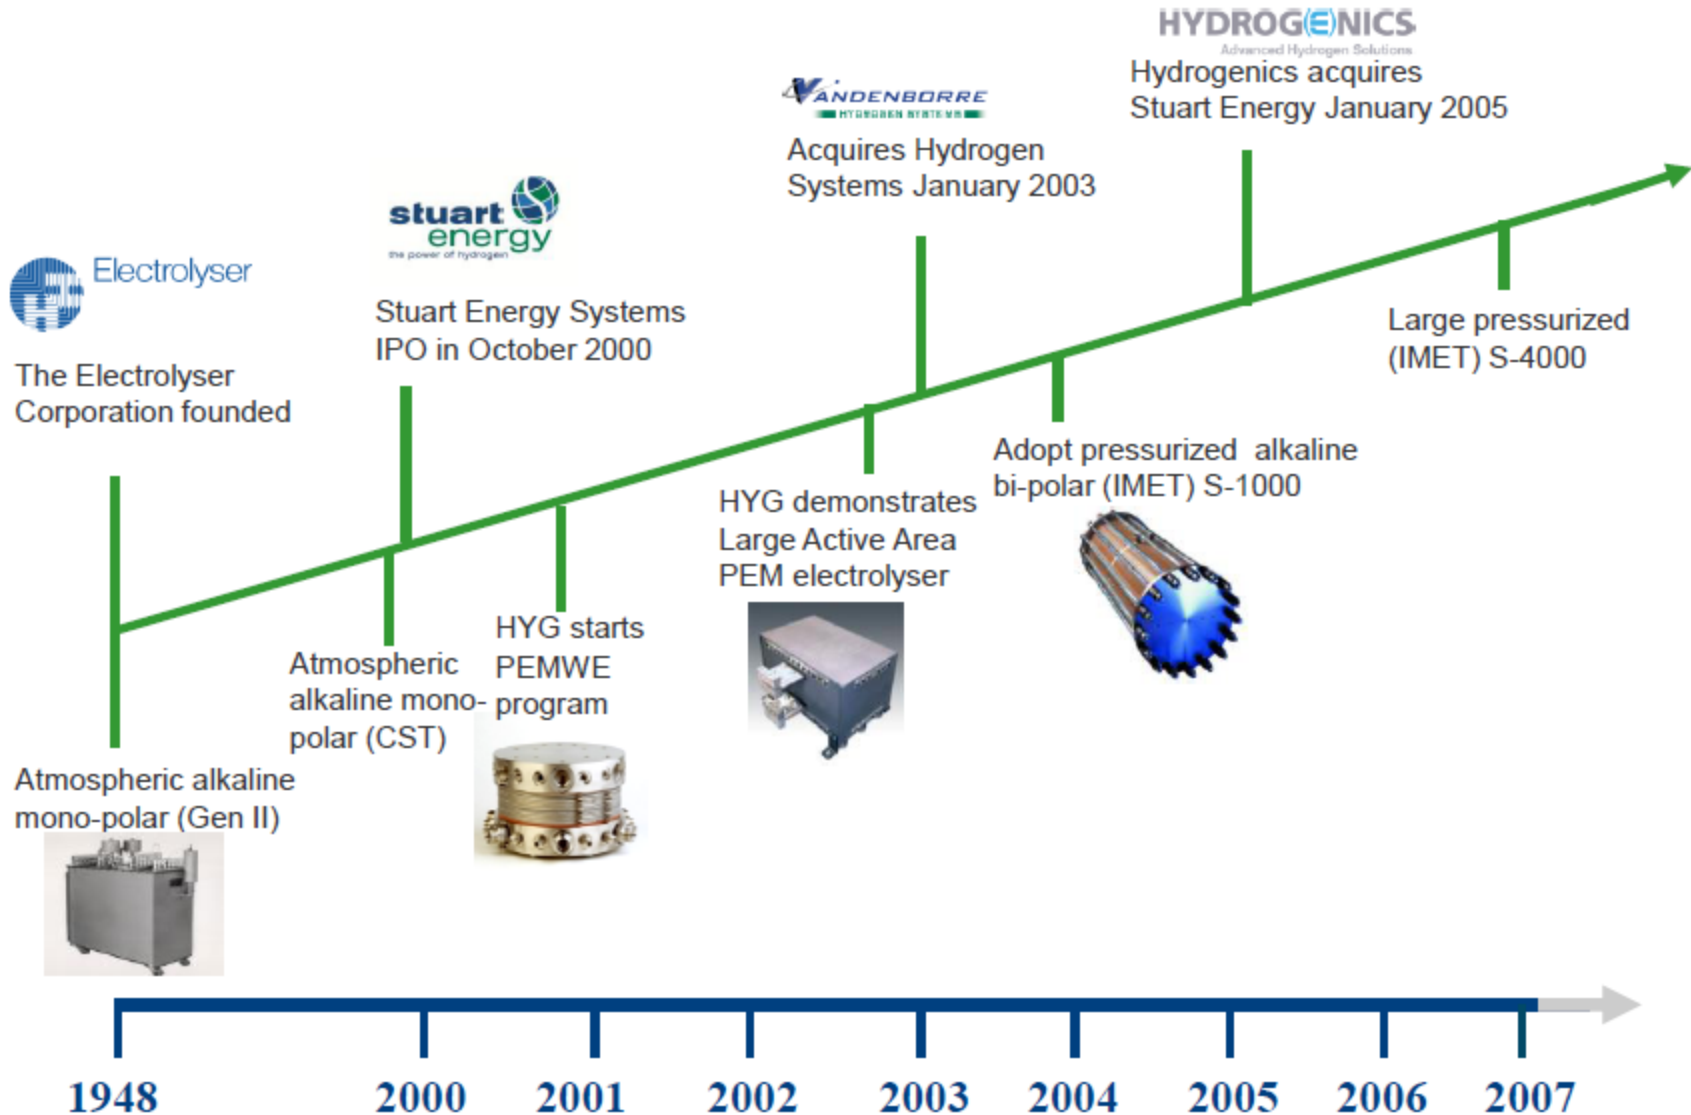 HYDROGENICS
Advanced Hydrogen Solutions
Hydrogenics acquires
Stuart Energy January 2005
VANDENBORRE
HYDROGEN SYSTEMS
Acquires Hydrogen
Systems January 2003
stuart
energy
the power of hydrogen
Stuart Energy Systems
IPO in October 2000
Electrolyser
The Electrolyser
Corporation founded
Large pressurized
(IMET) S-4000
Adopt pressurized alkaline
bi-polar (IMET) S-1000
HYG demonstrates
Large Active Area
PEM electrolyser
HYG starts
PEMWE
program
Atmospheric
alkaline mono-
polar (CST)
Atmospheric alkaline
mono-polar (Gen II)
1948
2000
2001
2002
2003
2004
2005
2006
2007